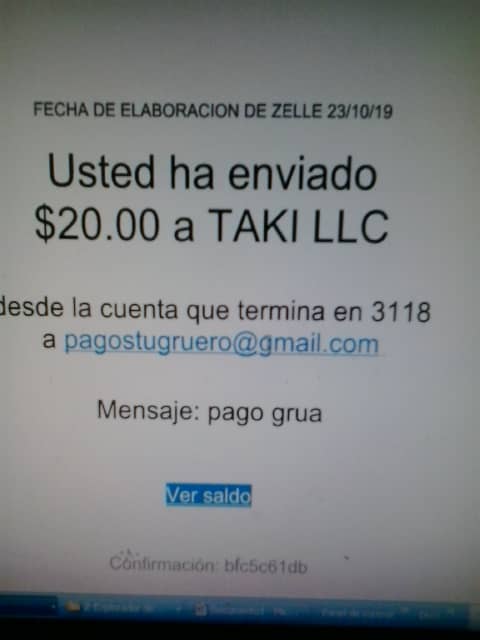 FECHA DE ELABORACION DE ZELLE 23/10/19
Usted ha enviado
$20.00 a TAKI LLC
desde la cuenta que termina en 3118
a pagostugruero@gmail.com
Mensaje: pago grua
Ver saldo
Confirmación: bfc5c61db